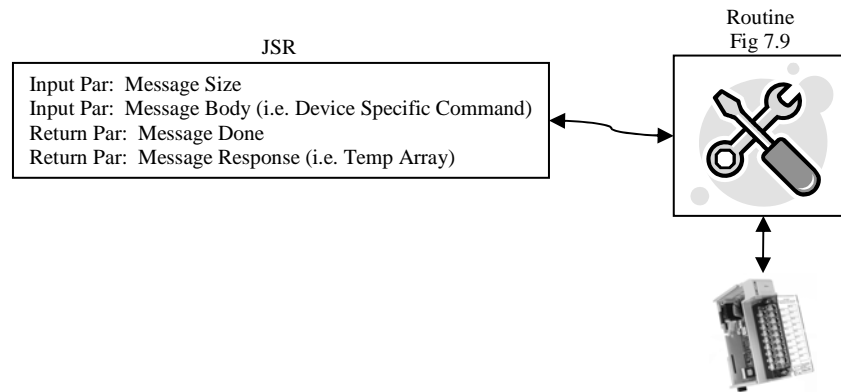 Routine
Fig 7.9
JSR
Input Par:  Message Size
Input Par:  Message Body (i.e. Device Specific Command)
Return Par:  Message Done
Return Par:  Message Response (i.e. Temp Array)